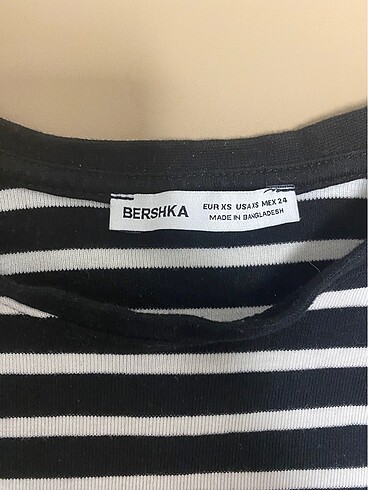 BERSHKA
EUR XS USA XS MEX 24
MADE IN BANGLADESH